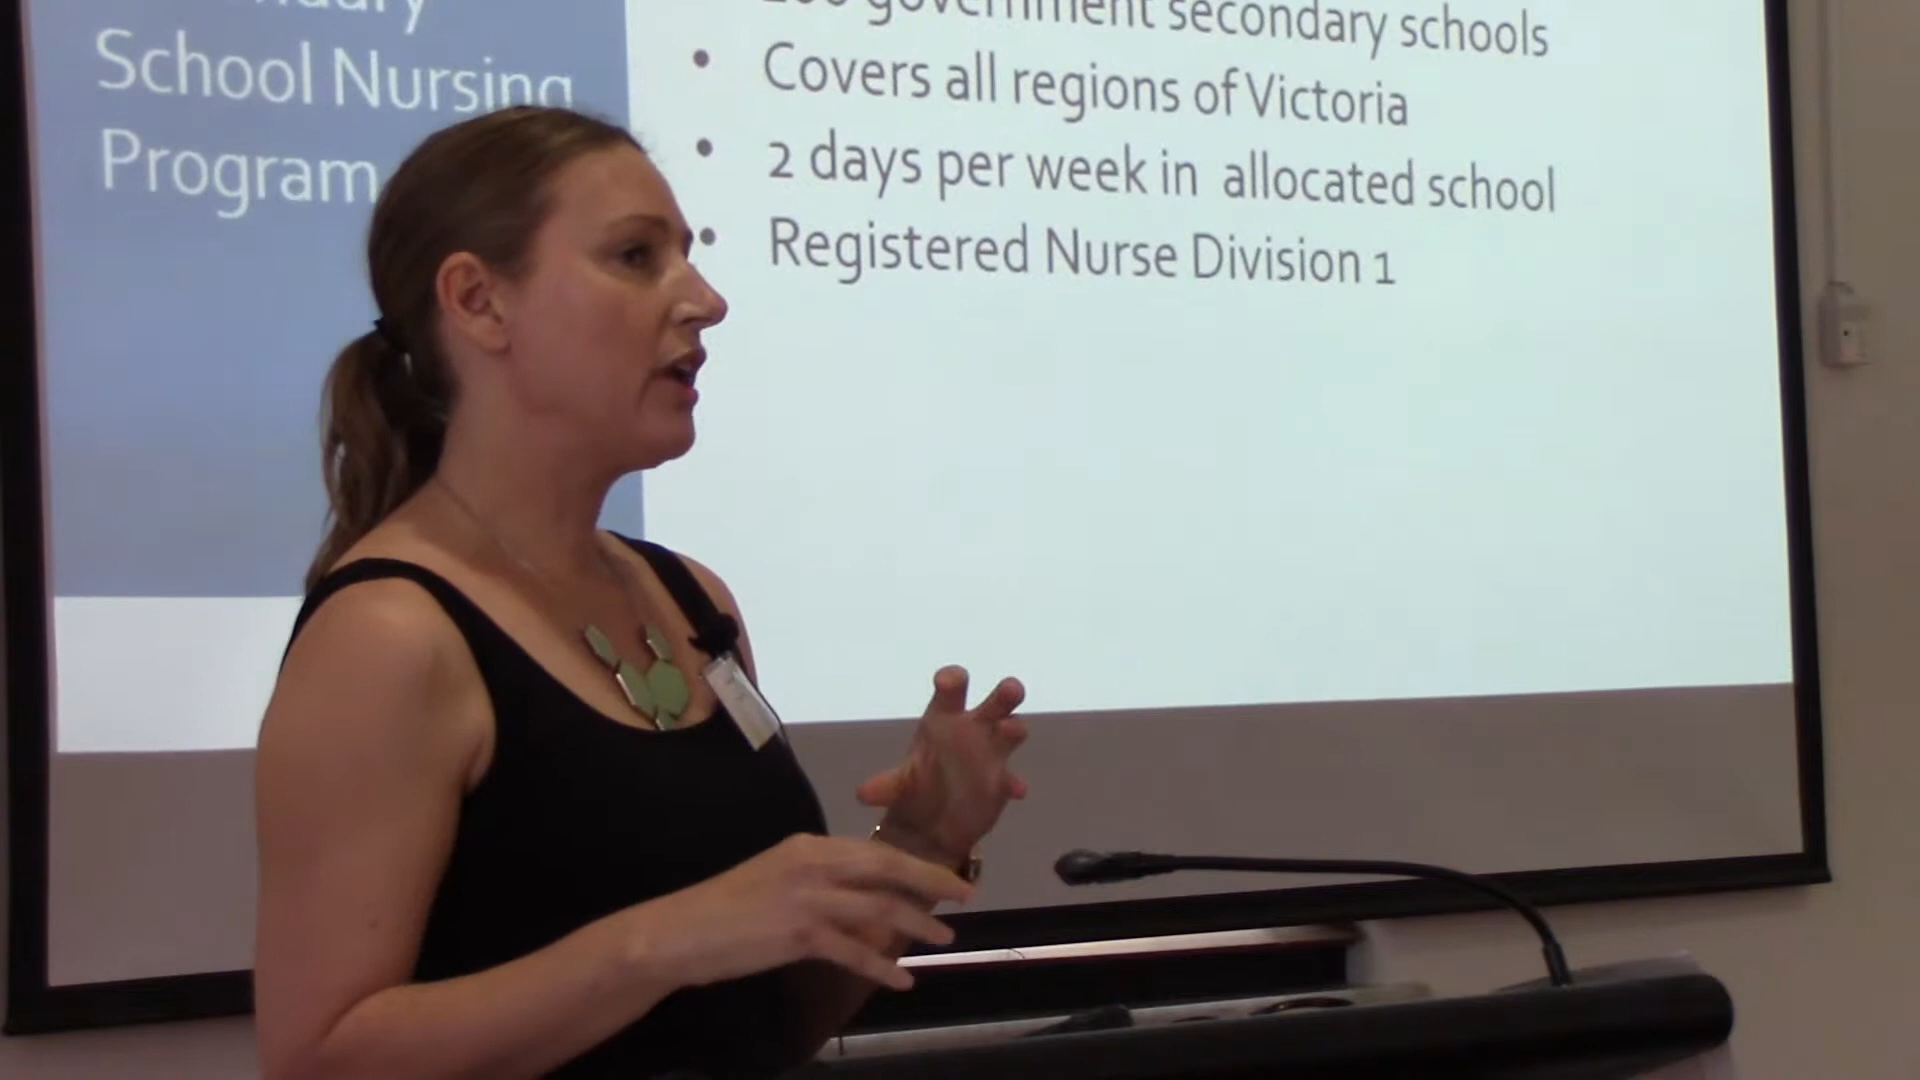 School Nursing
Program
government secondary schools
• Covers all regions of Victoria
• 2 days per week in allocated school
• Registered Nurse Division 1